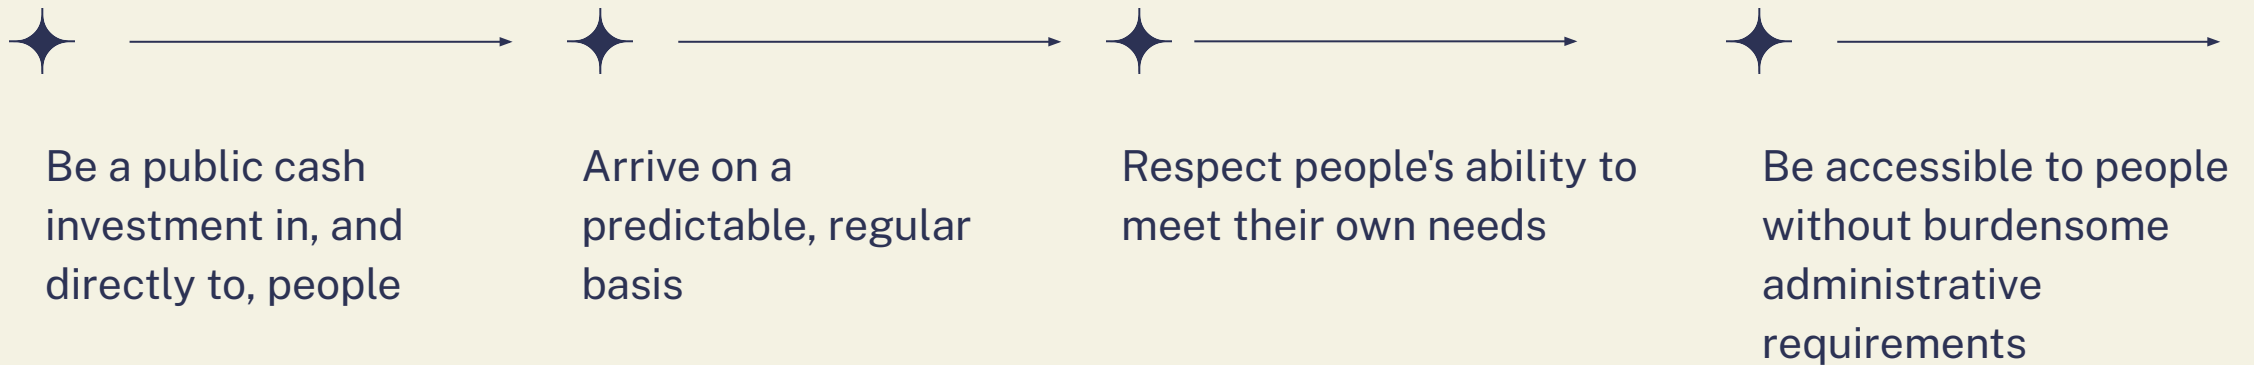 Be a public cash
investment in, and
directly to, people
Arrive on a
predictable, regular
basis
Respect people's ability to
meet their own needs
Be accessible to people
without burdensome
administrative
requirements